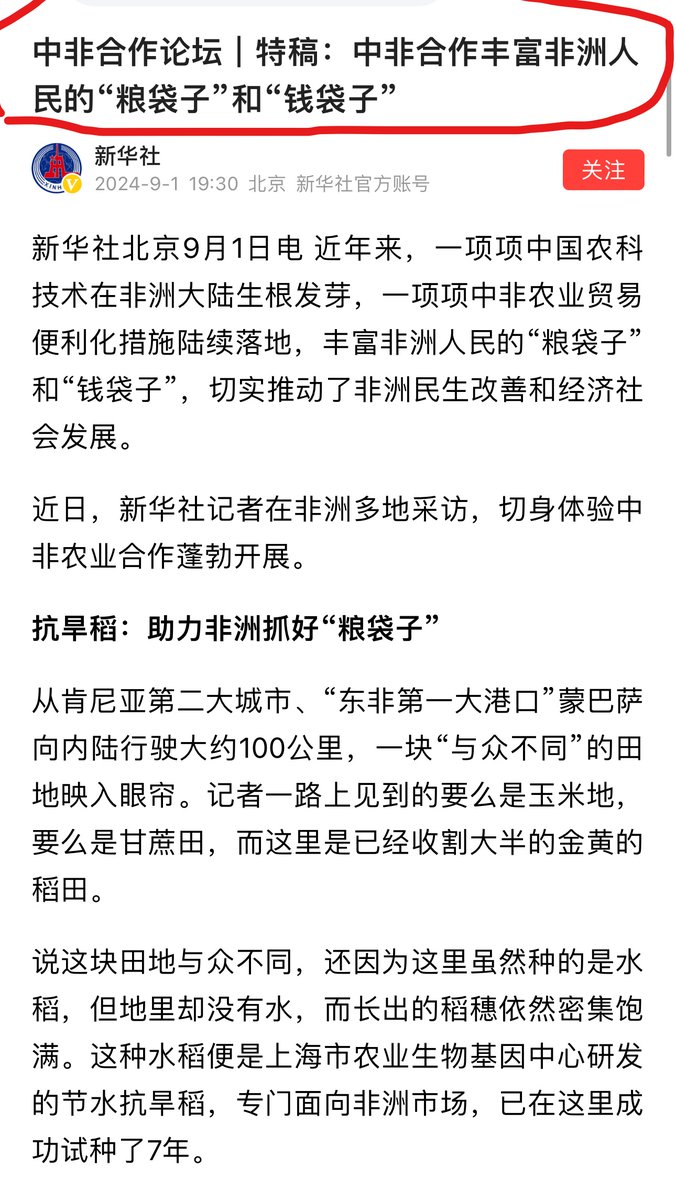 中非合作论坛｜特稿：中非合作丰富非洲人
民的“粮袋子”和“钱袋子”
新华社
2024-9-1 19:30 北京 新华社官方账号
关注
新华社北京9月1日电 近年来，一项项中国农科
技术在非洲大陆生根发芽，一项项中非农业贸易
便利化措施陆续落地，丰富非洲人民的“粮袋子”
和“钱袋子”，切实推动了非洲民生改善和经济社
会发展。
近日，新华社记者在非洲多地采访，切身体验中
非农业合作蓬勃开展。
抗旱稻：助力非洲抓好“粮袋子”
从肯尼亚第二大城市、“东非第一大港口”蒙巴萨
向内陆行驶大约100公里，一块“与众不同”的田
地映入眼帘。记者一路上见到的要么是玉米地，
要么是甘蔗田，而这里是已经收割大半的金黄的
稻田。
说这块田地与众不同，还因为这里虽然种的是水
稻，但地里却没有水，而长出的稻穗依然密集饱
满。这种水稻便是上海市农业生物基因中心研发
的节水抗旱稻，专门面向非洲市场，已在这里成
功试种了7年。